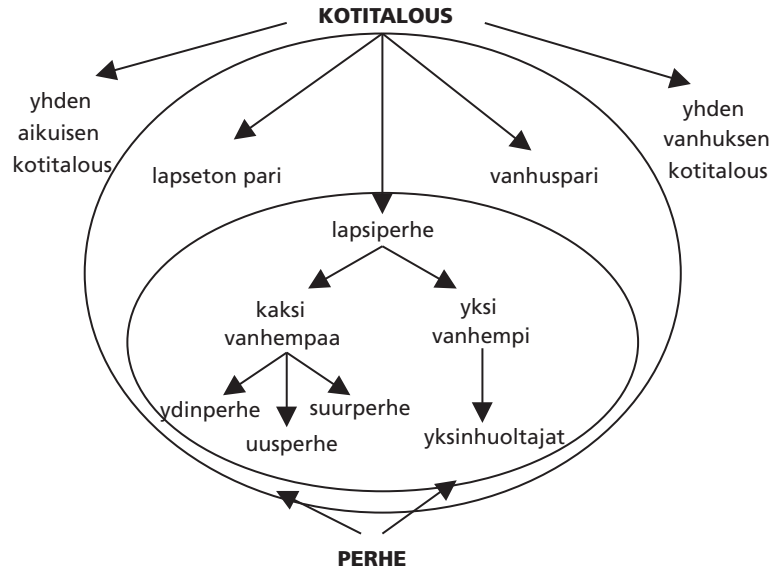 KOTITALOUS
yhden
aikuisen
kotitalous
yhden
vanhuksen
kotitalous
lapseton pari
vanhuspari
lapsiperhe
kaksi
vanhempaa
yksi
vanhempi
ydinperhe
suurperhe
uusperhe
yksinhuoltajat
PERHE